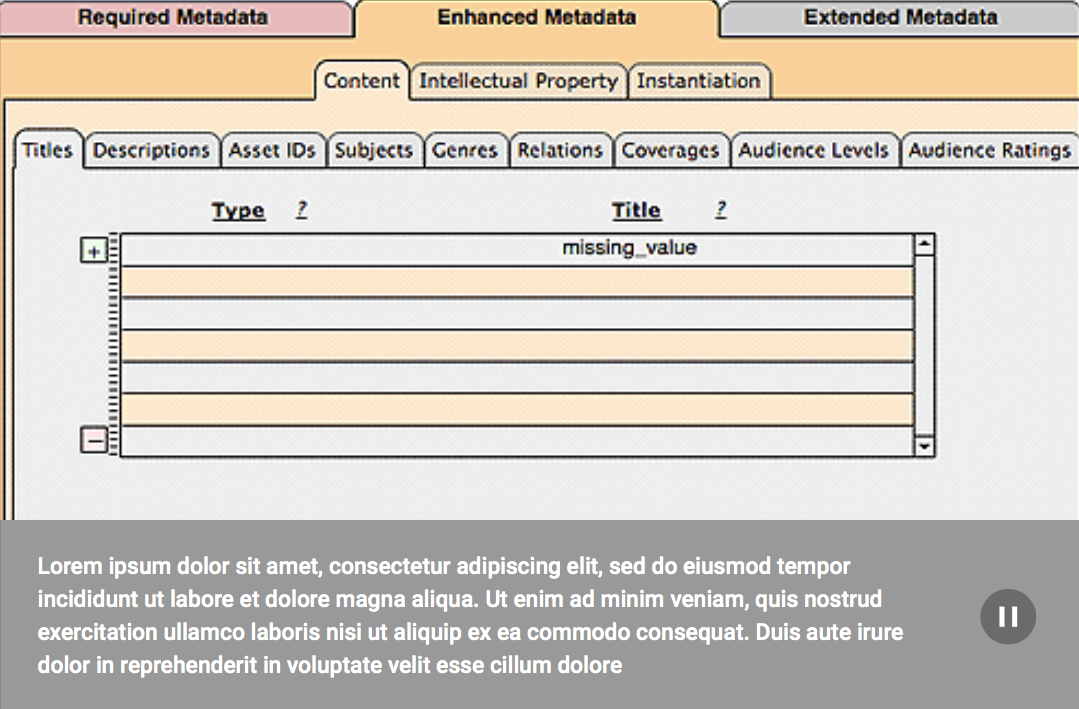 Required Metadata Enhanced Metadata Extended Metadata
Content Intellectual Property Instantiation
Titles Descriptions Asset IDs Subjects Genres Relations Coverages Audience Levels Audience Ratings
Type ? Title ?
+ missing_value
−
Lorem ipsum dolor sit amet, consectetur adipiscing elit, sed do eiusmod tempor
incididunt ut labore et dolore magna aliqua. Ut enim ad minim veniam, quis nostrud
exercitation ullamco laboris nisi ut aliquip ex ea commodo consequat. Duis aute irure
dolor in reprehenderit in voluptate velit esse cillum dolore